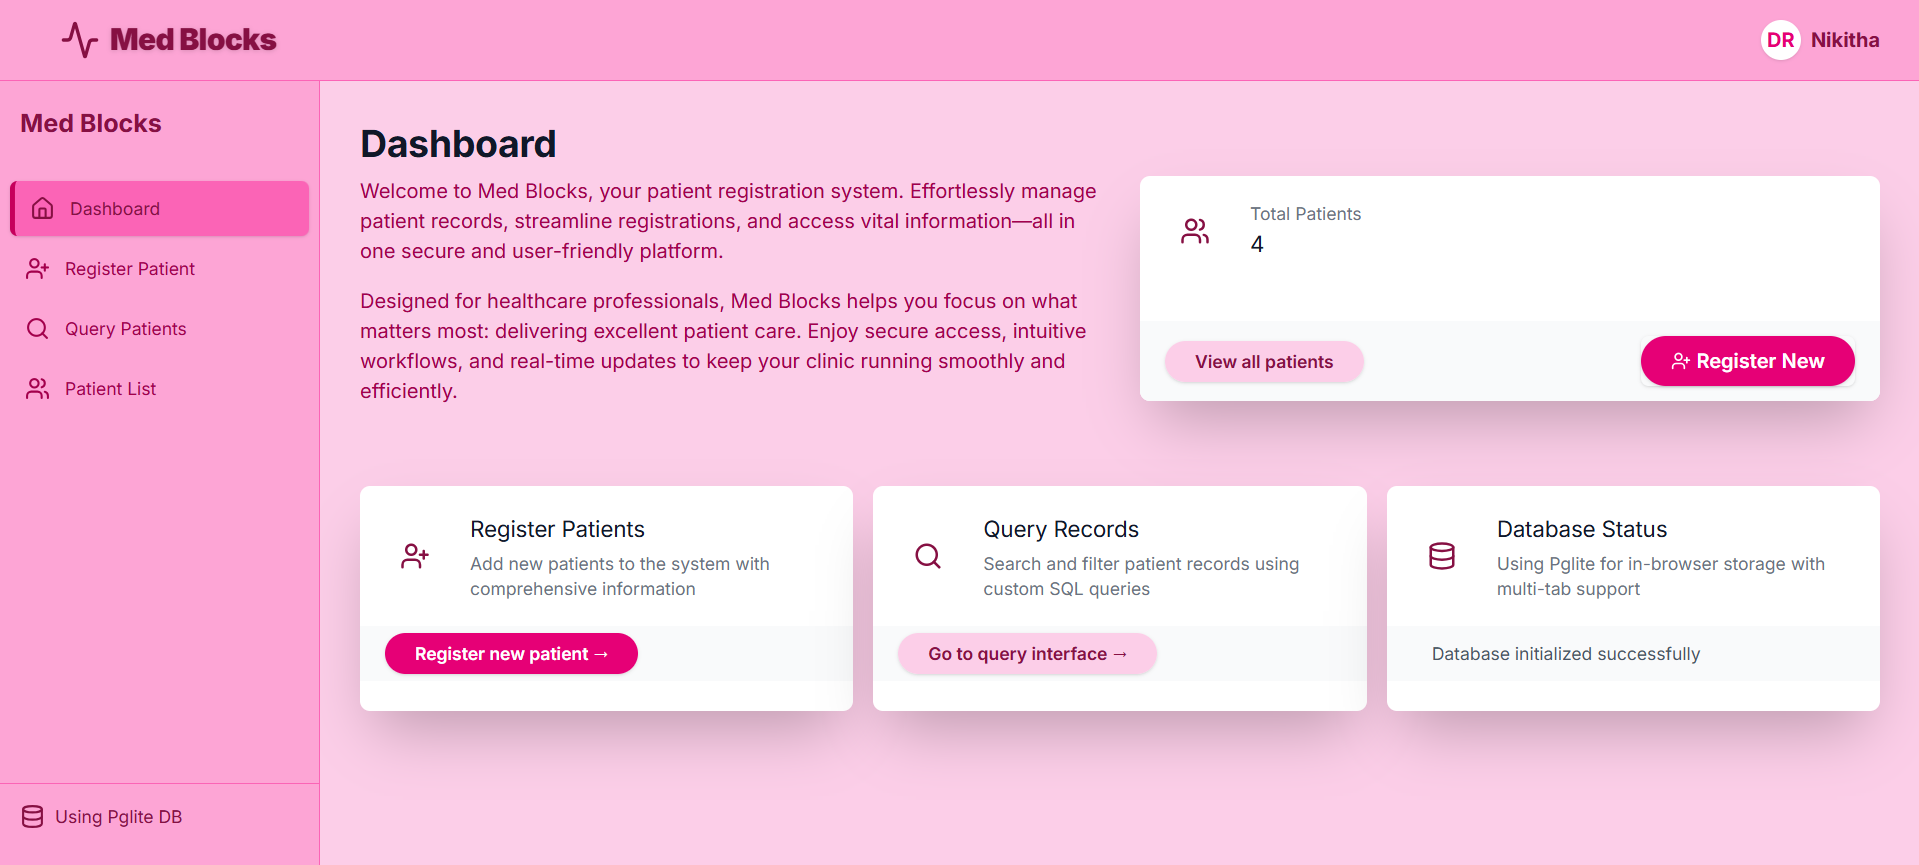 Med Blocks
DR Nikitha
Med Blocks
Dashboard
Register Patient
Query Patients
Patient List
Using Pglite DB
Dashboard
Welcome to Med Blocks, your patient registration system. Effortlessly manage
patient records, streamline registrations, and access vital information—all in
one secure and user-friendly platform.
Designed for healthcare professionals, Med Blocks helps you focus on what
matters most: delivering excellent patient care. Enjoy secure access, intuitive
workflows, and real-time updates to keep your clinic running smoothly and
efficiently.
Total Patients
4
View all patients
Register New
Register Patients
Add new patients to the system with
comprehensive information
Register new patient →
Query Records
Search and filter patient records using
custom SQL queries
Go to query interface →
Database Status
Using Pglite for in-browser storage with
multi-tab support
Database initialized successfully